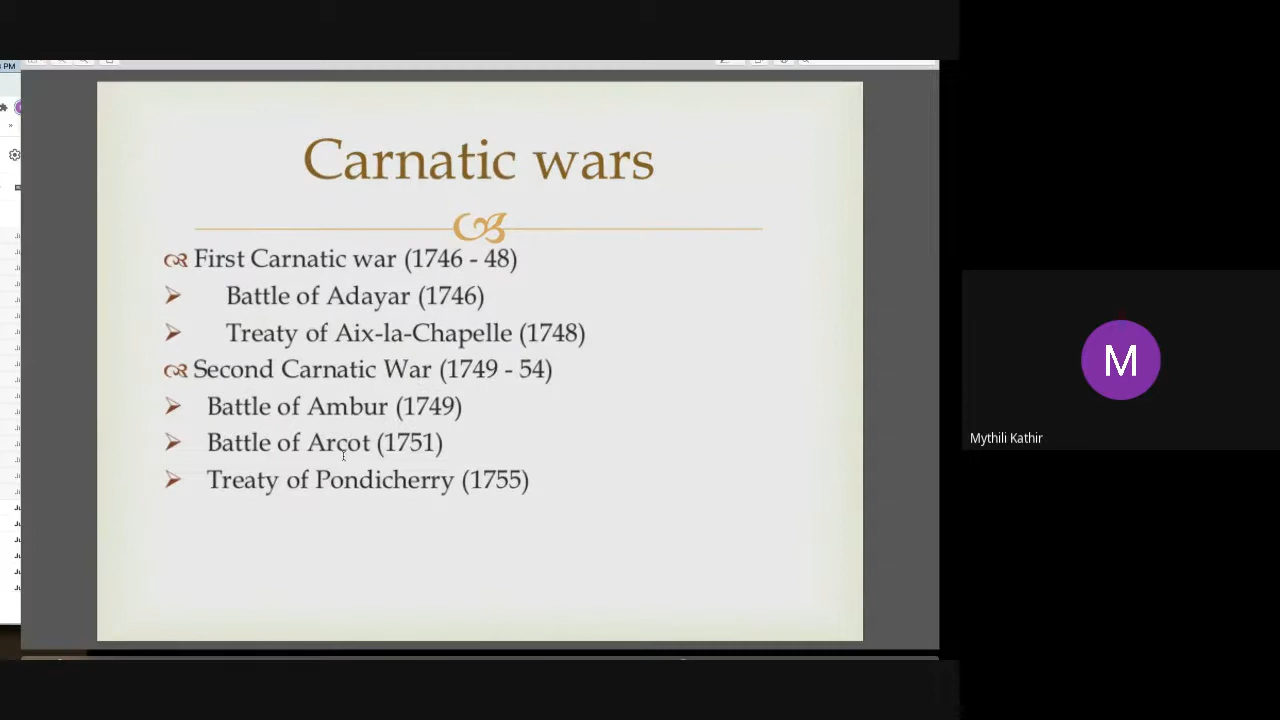 PM
Carnatic wars
First Carnatic war (1746 - 48)
Battle of Adayar (1746)
Treaty of Aix-la-Chapelle (1748)
Second Carnatic War (1749 - 54)
Battle of Ambur (1749)
Battle of Arcot (1751)
Treaty of Pondicherry (1755)
M
Mythili Kathir